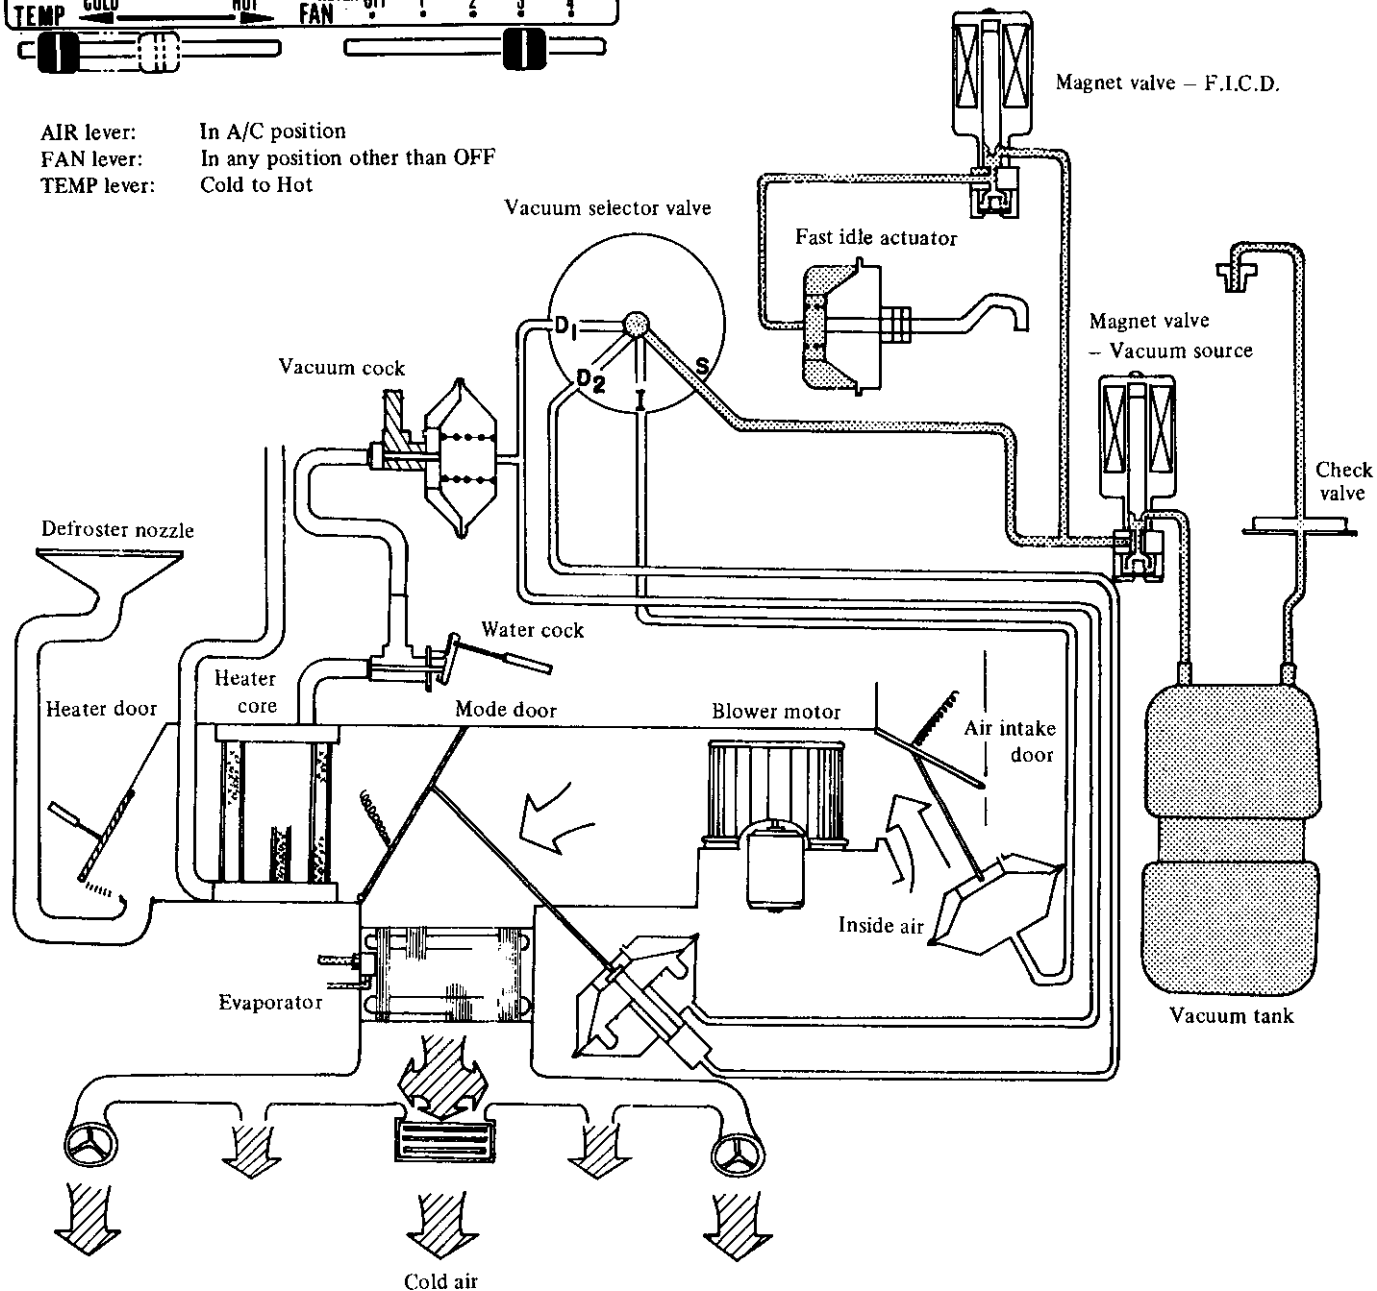 TEMP COLD HOT FAN OFF 1 2 3 4
AIR lever: In A/C position
FAN lever: In any position other than OFF
TEMP lever: Cold to Hot
Magnet valve – F.I.C.D.
Vacuum selector valve
Fast idle actuator
D1
D2
S
I
Magnet valve
– Vacuum source
Vacuum cock
Check
valve
Defroster nozzle
Water cock
Heater
core
Heater door
Mode door
Blower motor
Air intake
door
Inside air
Evaporator
Vacuum tank
Cold air